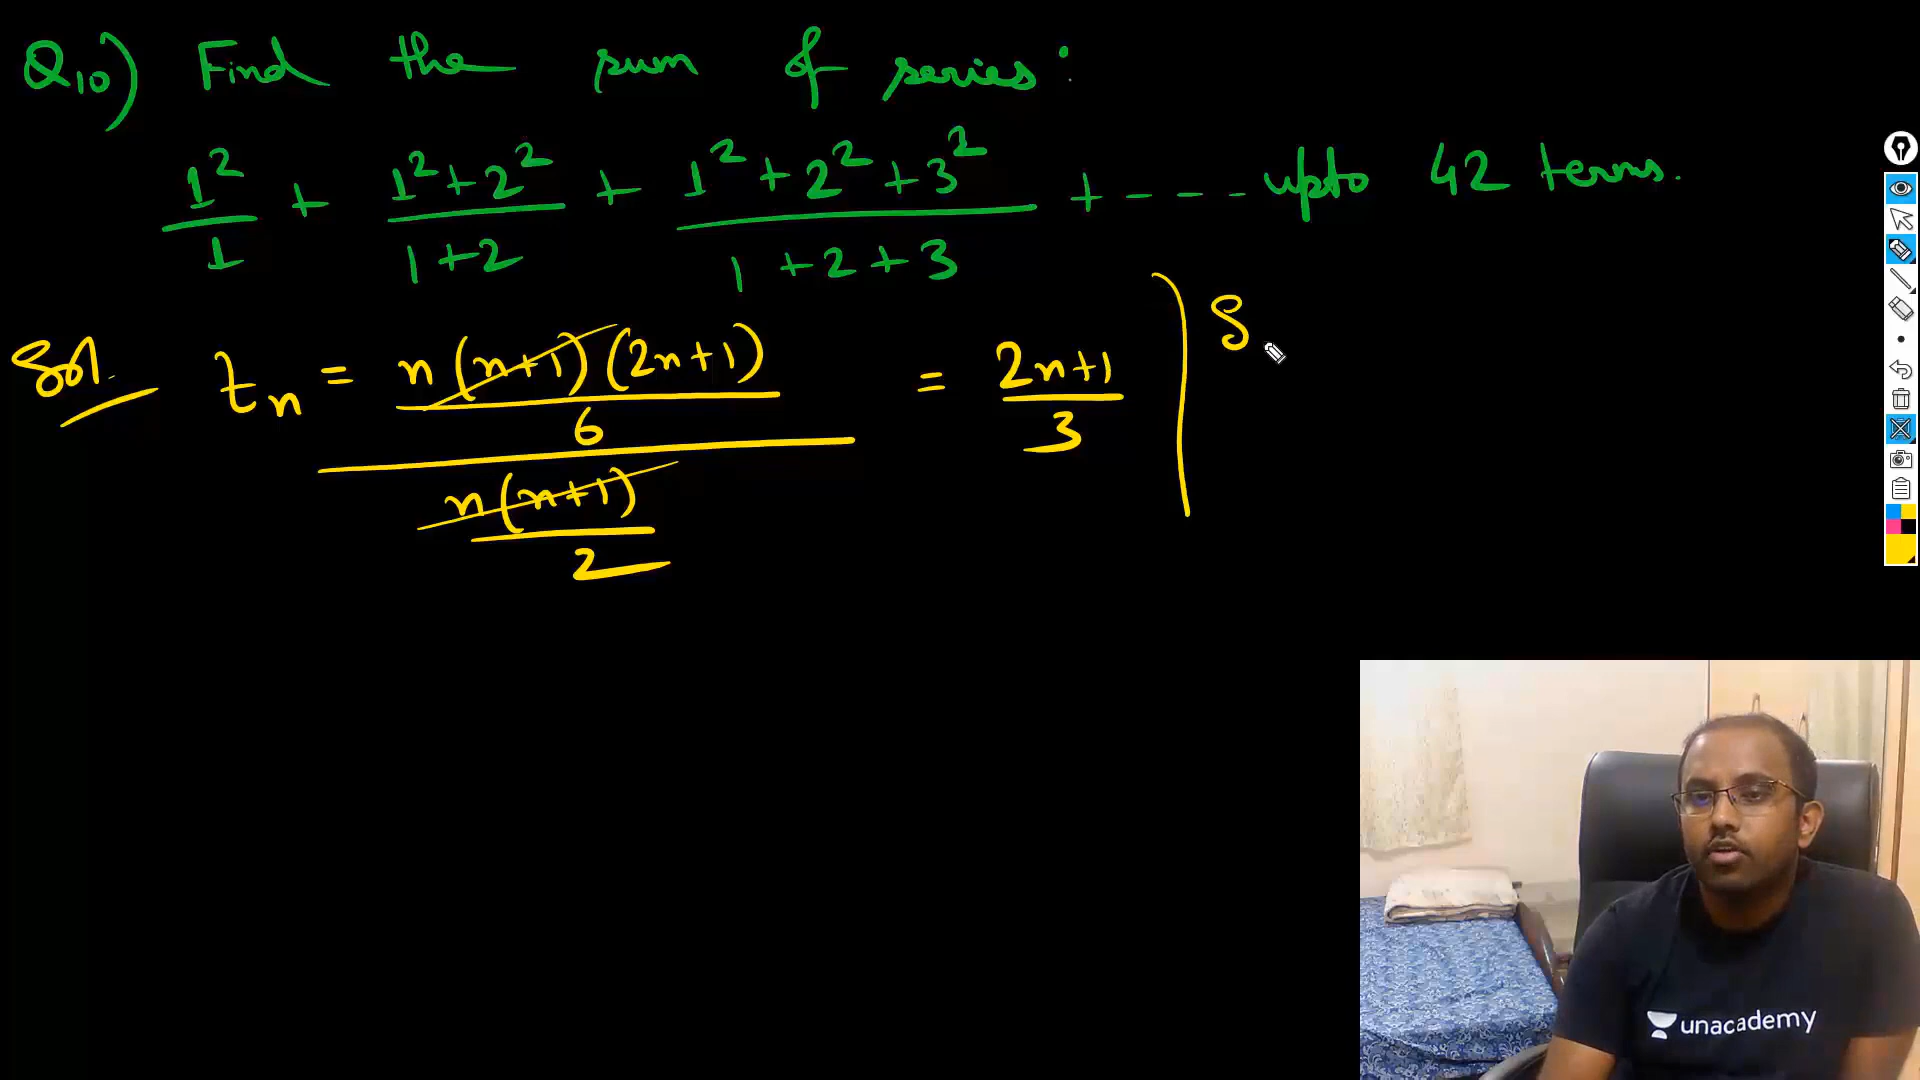 Q10) Find the sum of series:
1²/1 + (1²+2²)/(1+2) + (1²+2²+3²)/(1+2+3) + ---- upto 42 terms.
Sol. tn = (n(n+1)(2n+1)/6)/(n(n+1)/2) = (2n+1)/3
S
unacademy